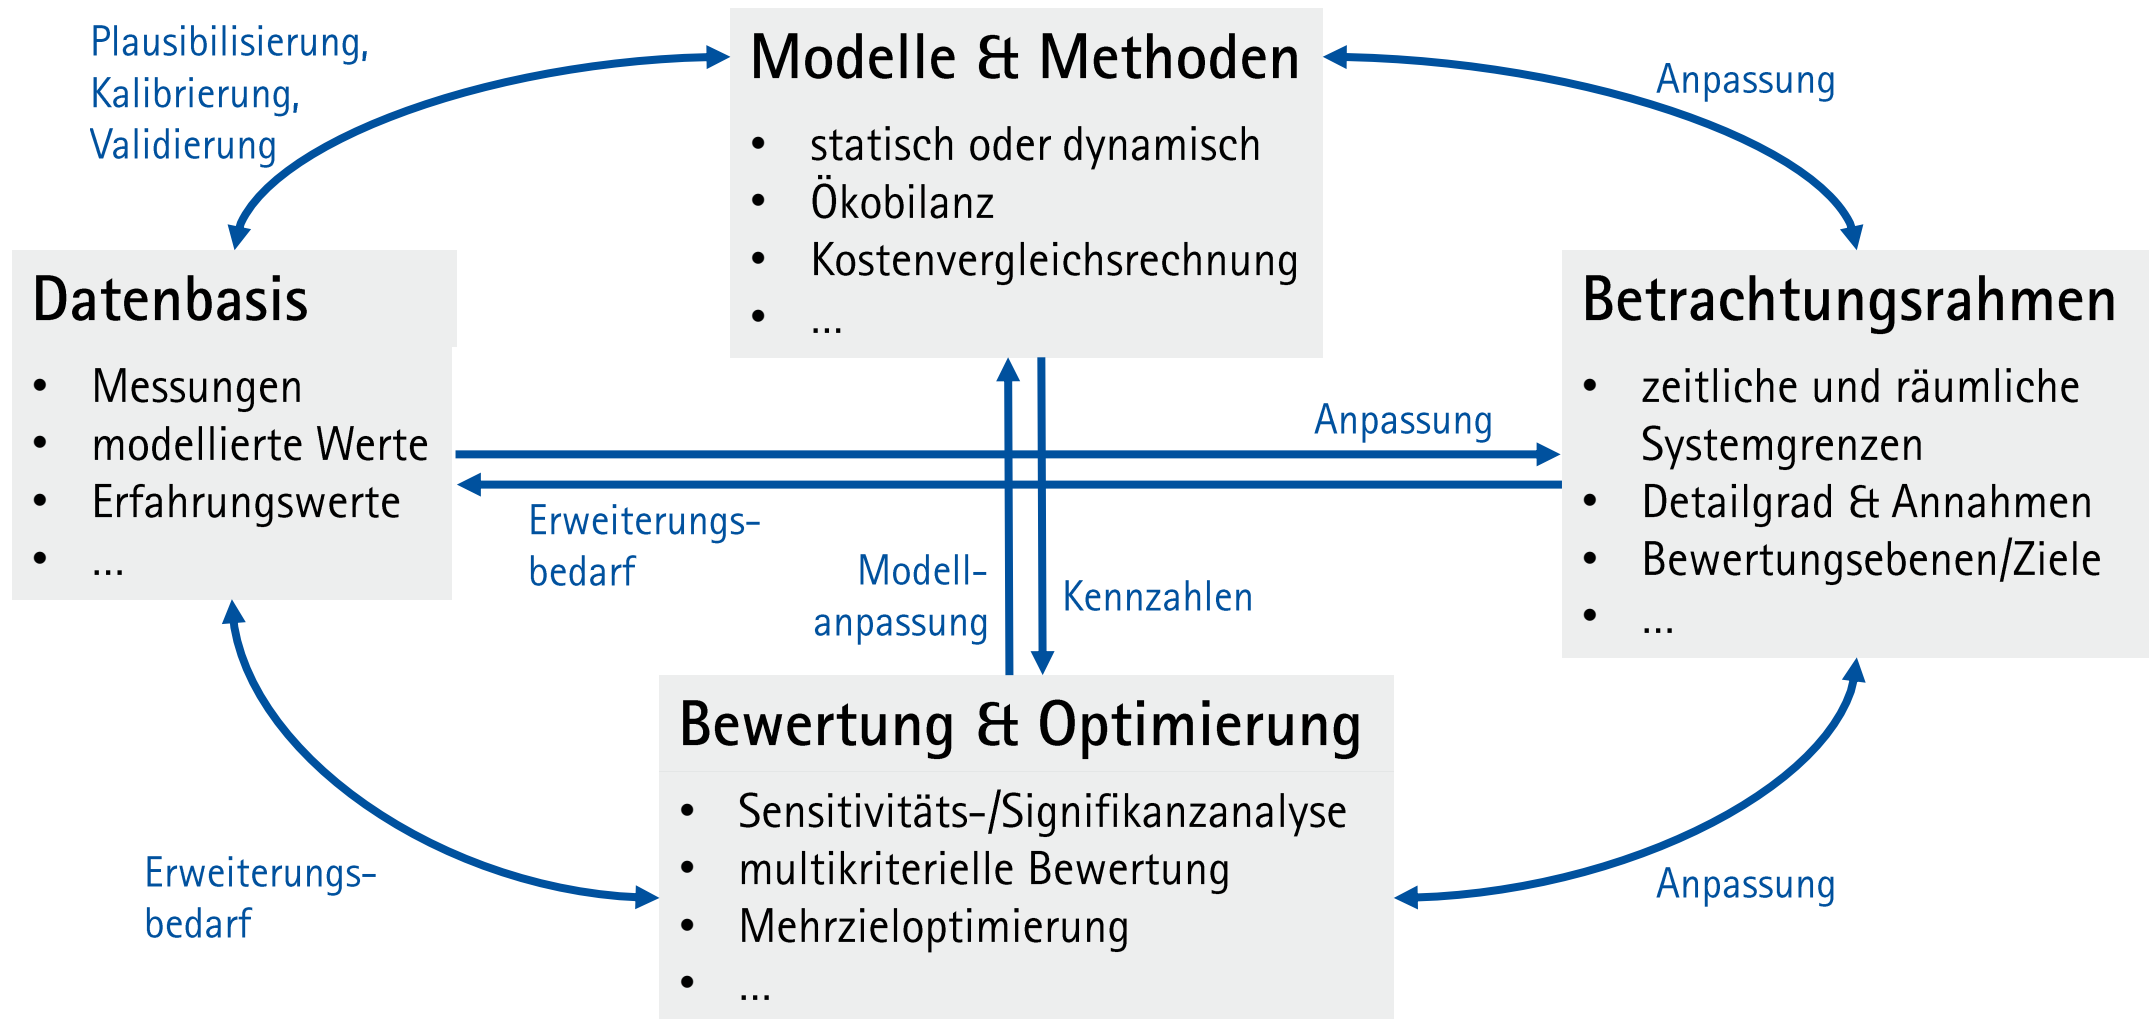 Plausibilisierung,
Kalibrierung,
Validierung
Modelle & Methoden
• statisch oder dynamisch
• Ökobilanz
• Kostenvergleichsrechnung
• ...
Anpassung
Datenbasis
• Messungen
• modellierte Werte
• Erfahrungswerte
• ...
Betrachtungsrahmen
• zeitliche und räumliche
Systemgrenzen
• Detailgrad & Annahmen
• Bewertungsebenen/Ziele
• ...
Anpassung
Erweiterungs-
bedarf
Modell-
anpassung
Kennzahlen
Bewertung & Optimierung
• Sensitivitäts-/Signifikanzanalyse
• multikriterielle Bewertung
• Mehrzieloptimierung
• ...
Erweiterungs-
bedarf
Anpassung